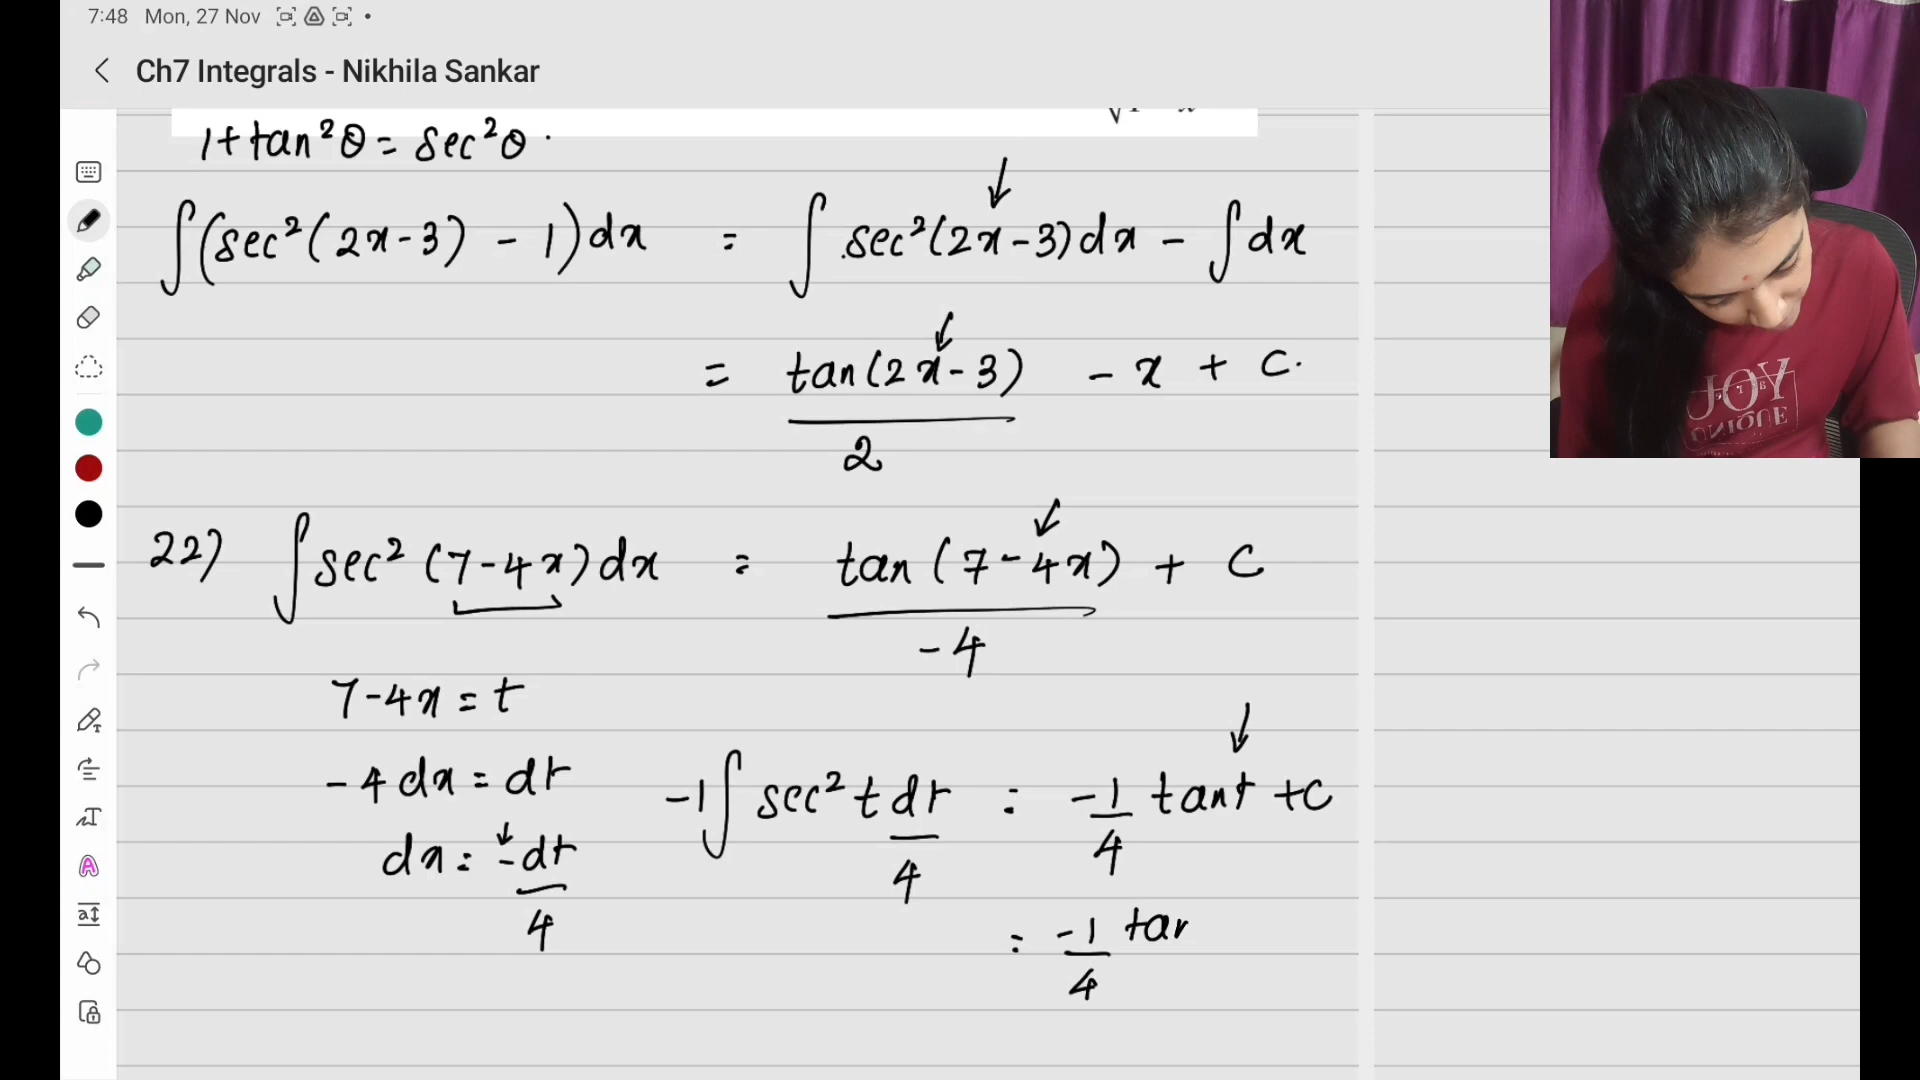 7:48 Mon, 27 Nov
Ch7 Integrals - Nikhila Sankar
1+tan²θ = sec²θ.
∫(sec²(2x-3) - 1)dx = ∫sec²(2x-3)dx - ∫dx
= tan(2x-3)/2 - x + C.
22) ∫sec²(7-4x)dx = tan(7-4x)/-4 + C
7-4x = t
-4dx = dt
-1∫sec²t dt/4 = -1/4 tant + C
dx = -dt/4
= -1/4 tan
JOY
UNIQUE